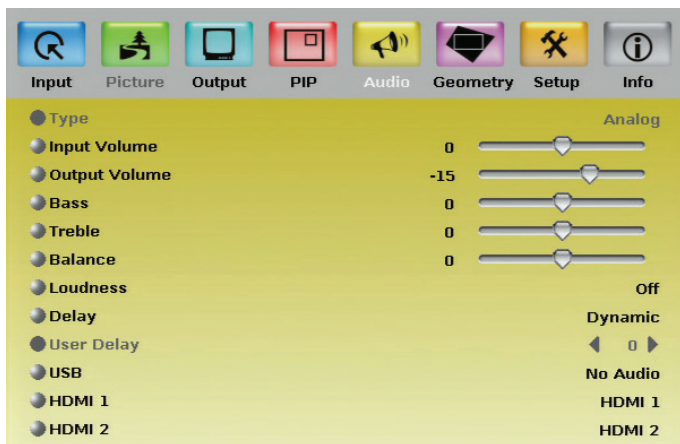 Input Picture Output PIP Audio Geometry Setup Info
Type Analog
Input Volume 0
Output Volume -15
Bass 0
Treble 0
Balance 0
Loudness Off
Delay Dynamic
User Delay 0
USB No Audio
HDMI 1 HDMI 1
HDMI 2 HDMI 2